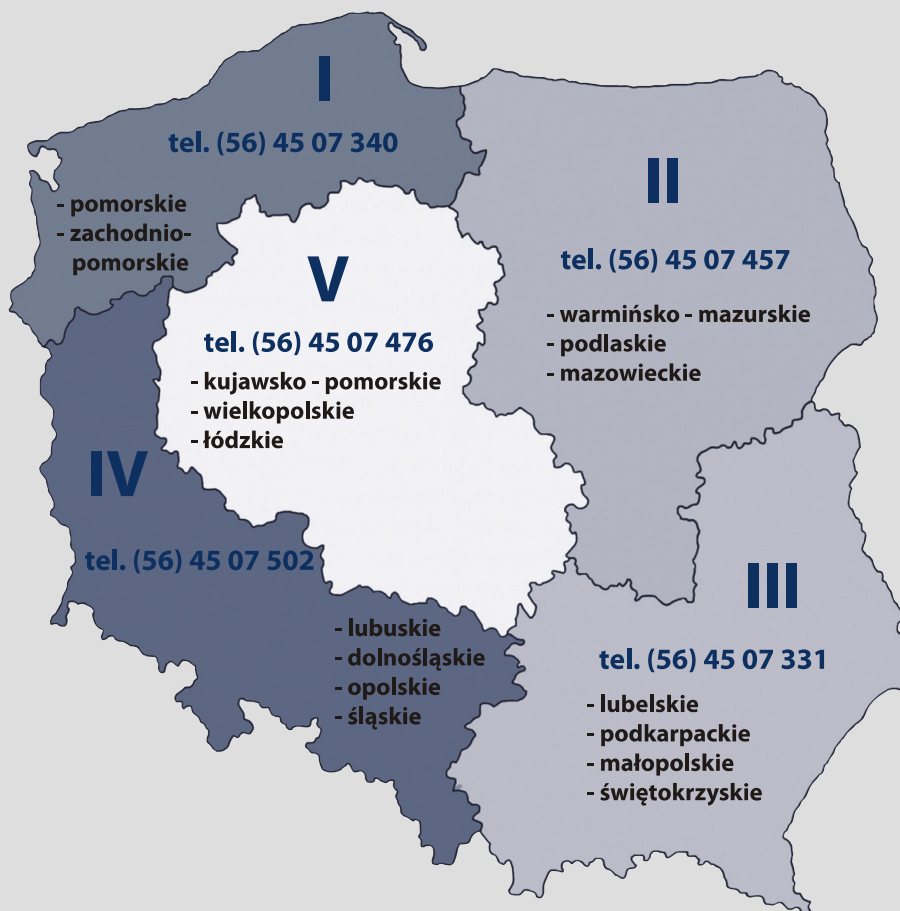 I
tel. (56) 45 07 340
- pomorskie
- zachodnio-
pomorskie
II
tel. (56) 45 07 457
- warmińsko - mazurskie
- podlaskie
- mazowieckie
V
tel. (56) 45 07 476
- kujawsko - pomorskie
- wielkopolskie
- łódzkie
IV
tel. (56) 45 07 502
- lubuskie
- dolnośląskie
- opolskie
- śląskie
III
tel. (56) 45 07 331
- lubelskie
- podkarpackie
- małopolskie
- świętokrzyskie